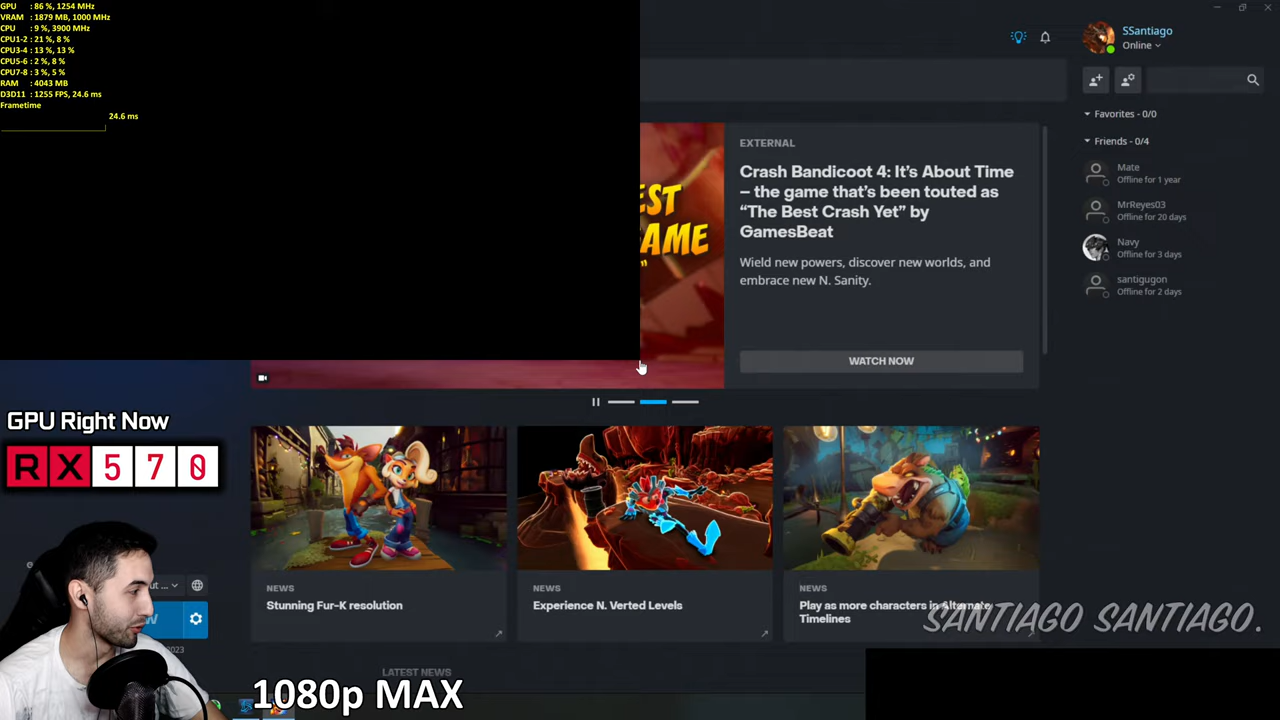 GPU : 86 %, 1254 MHz
VRAM : 1879 MB, 1000 MHz
CPU : 9 %, 3900 MHz
CPU1-2 : 21 %, 8 %
CPU3-4 : 13 %, 13 %
CPU5-6 : 2 %, 8 %
CPU7-8 : 3 %, 5 %
RAM : 4043 MB
D3D11 : 1255 FPS, 24.6 ms
Frametime
24.6 ms
SSantiago
Online
Favorites - 0/0
Friends - 0/4
Mate
Offline for 1 year
MrReyes03
Offline for 20 days
Navy
Offline for 3 days
santigugon
Offline for 2 days
GAME
EXTERNAL
Crash Bandicoot 4: It's About Time
– the game that's been touted as
“The Best Crash Yet” by
GamesBeat
Wield new powers, discover new worlds, and
embrace new N. Sanity.
WATCH NOW
GPU Right Now
RX570
NEWS
Stunning Fur-K resolution
NEWS
Experience N. Verted Levels
NEWS
Play as more characters in Alternate
Timelines
SANTIAGO SANTIAGO.
LATEST NEWS
1080p MAX